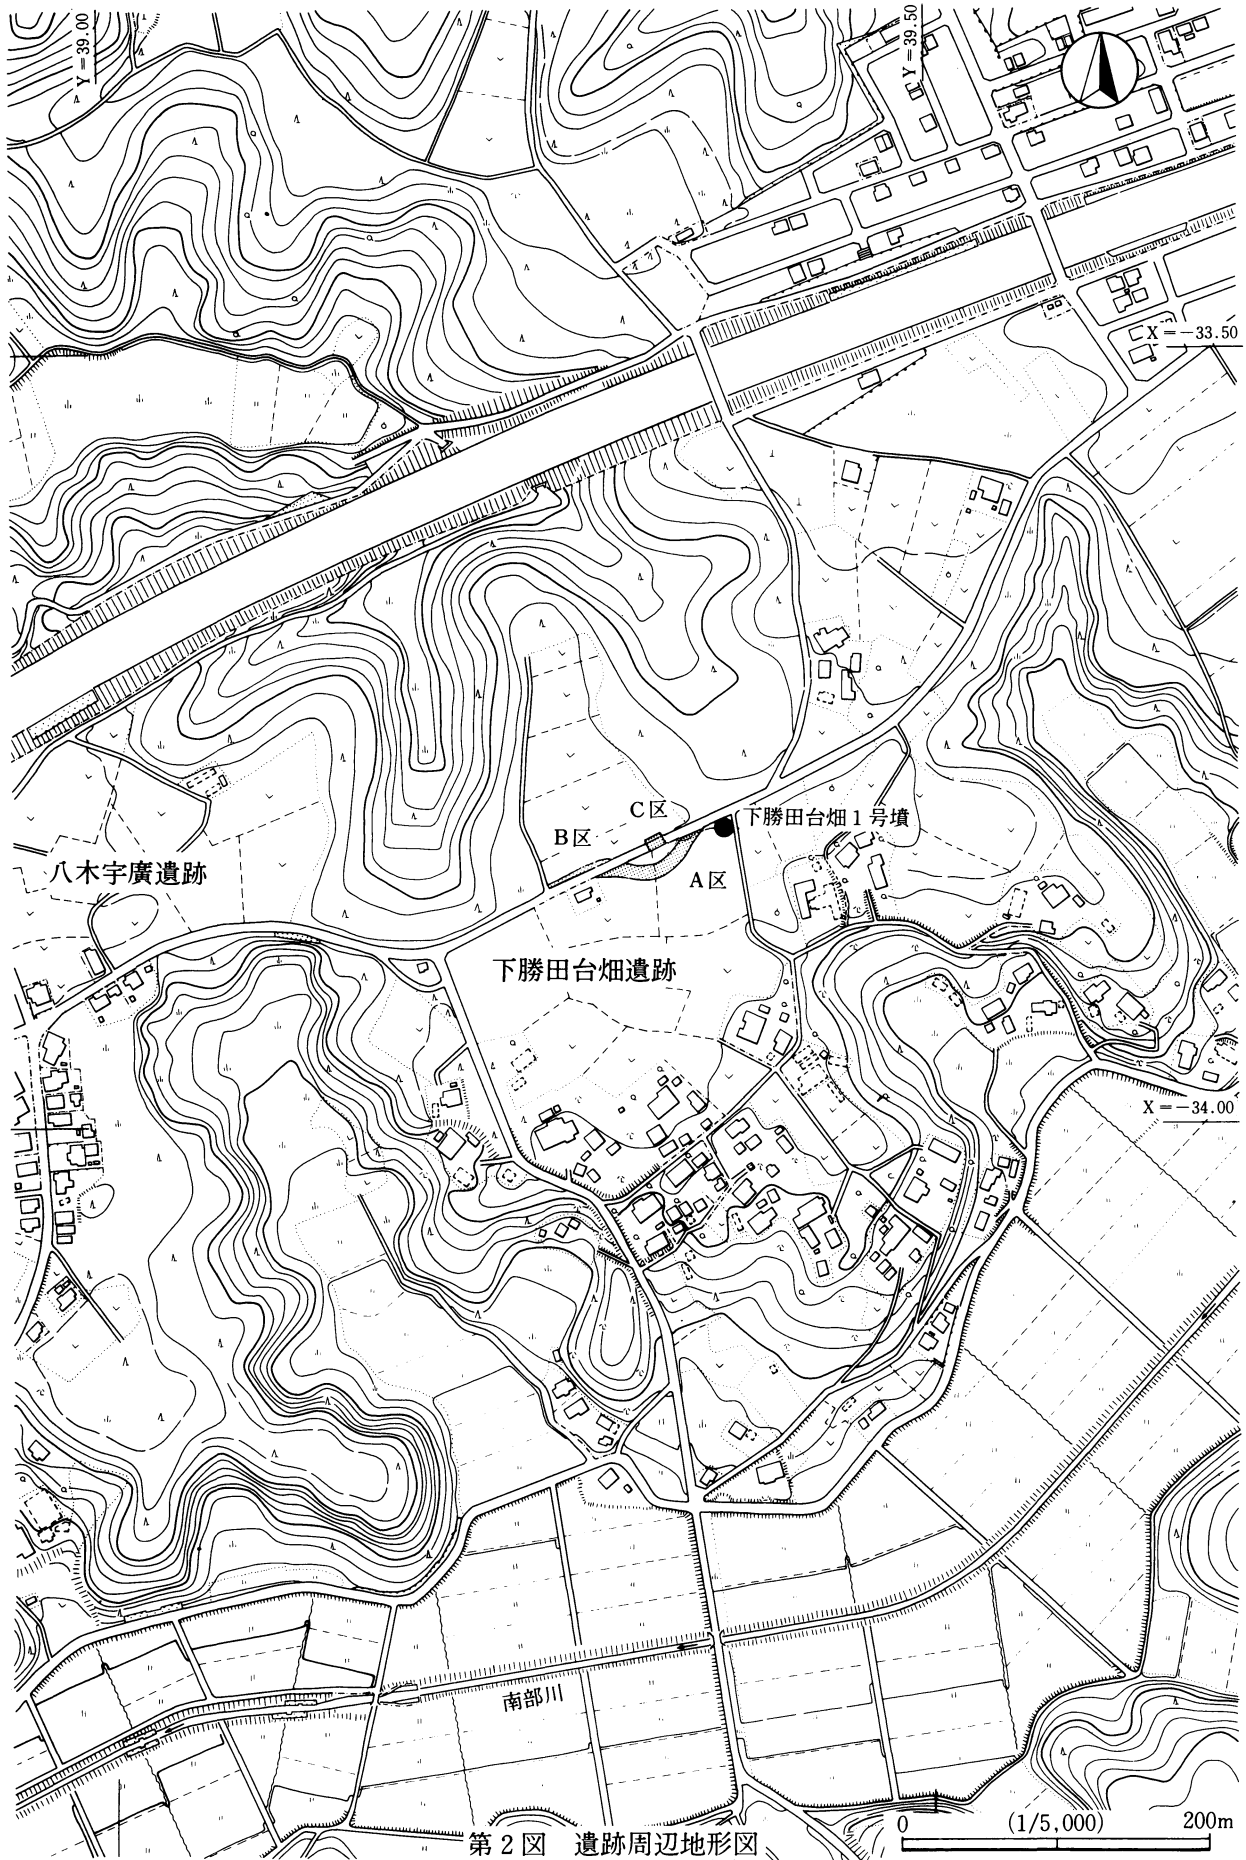 Y=39.00
Y=39.50
X=-33.50
C区
下勝田台畑1号墳
B区
八木宇廣遺跡
A区
下勝田台畑遺跡
X=-34.00
南部川
0 (1/5,000) 200m
第2図 遺跡周辺地形図